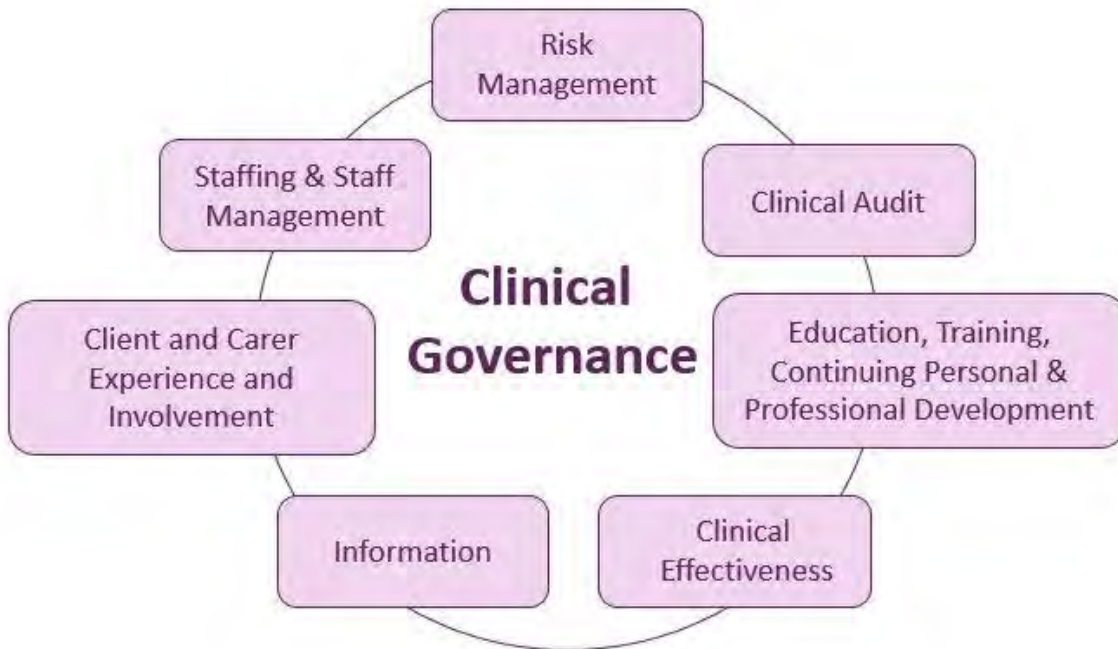 Risk
Management
Staffing & Staff
Management
Clinical Audit
Clinical
Governance
Client and Carer
Experience and
Involvement
Education, Training,
Continuing Personal &
Professional Development
Information
Clinical
Effectiveness